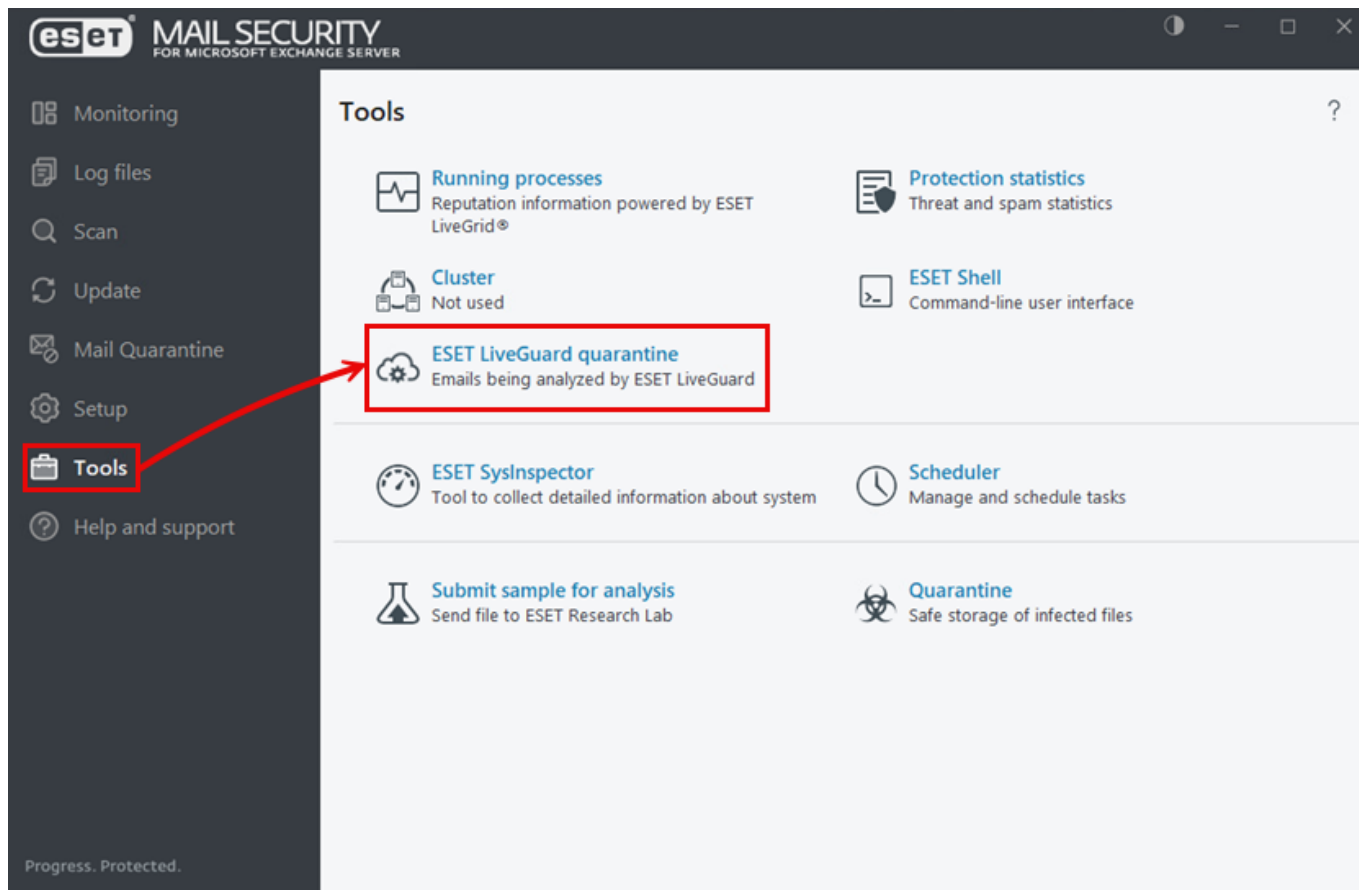 eset® MAIL SECURITY
FOR MICROSOFT EXCHANGE SERVER
Monitoring
Log files
Scan
Update
Mail Quarantine
Setup
Tools
Help and support
Progress. Protected.
Tools
?
Running processes
Reputation information powered by ESET
LiveGrid®
Protection statistics
Threat and spam statistics
Cluster
Not used
ESET Shell
Command-line user interface
ESET LiveGuard quarantine
Emails being analyzed by ESET LiveGuard
ESET SysInspector
Tool to collect detailed information about system
Scheduler
Manage and schedule tasks
Submit sample for analysis
Send file to ESET Research Lab
Quarantine
Safe storage of infected files